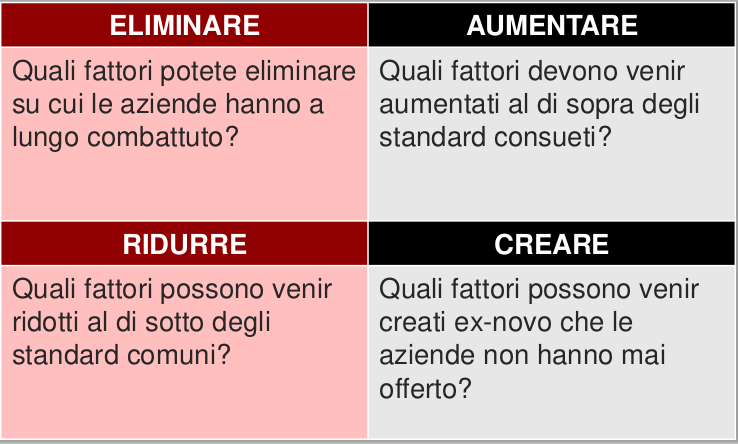 ELIMINARE
Quali fattori potete eliminare
su cui le aziende hanno a
lungo combattuto?
AUMENTARE
Quali fattori devono venir
aumentati al di sopra degli
standard consueti?
RIDURRE
Quali fattori possono venir
ridotti al di sotto degli
standard comuni?
CREARE
Quali fattori possono venir
creati ex-novo che le
aziende non hanno mai
offerto?